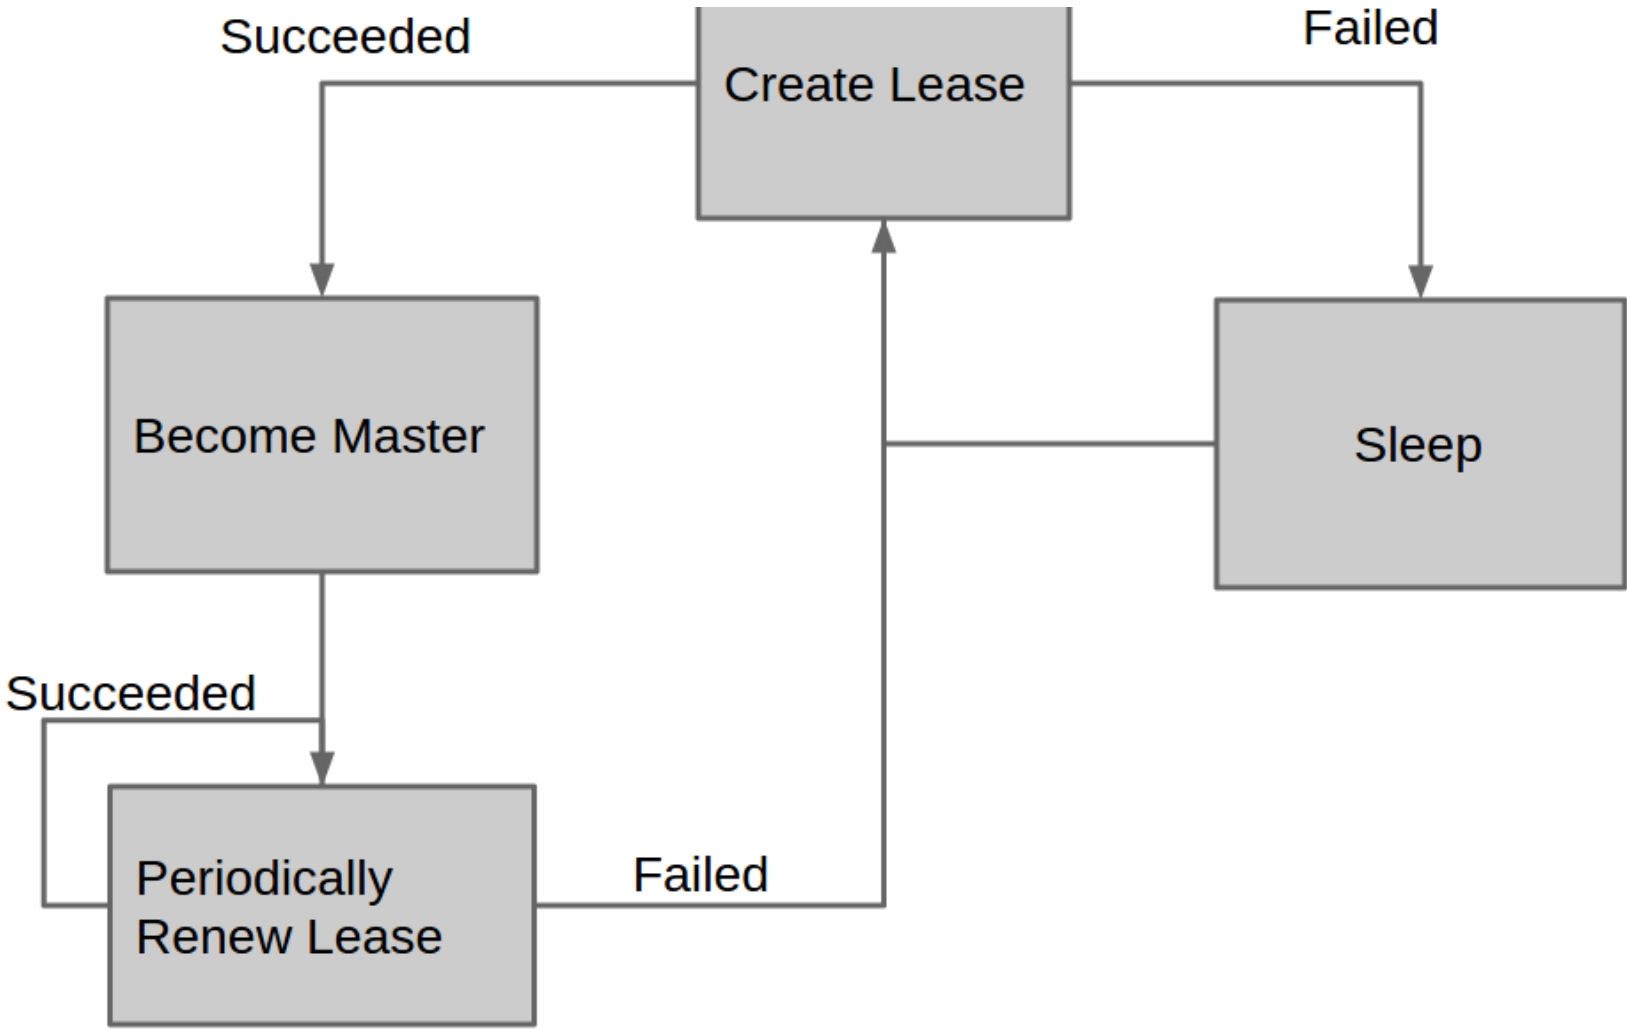 Succeeded
Create Lease
Failed
Become Master
Sleep
Succeeded
Periodically
Renew Lease
Failed